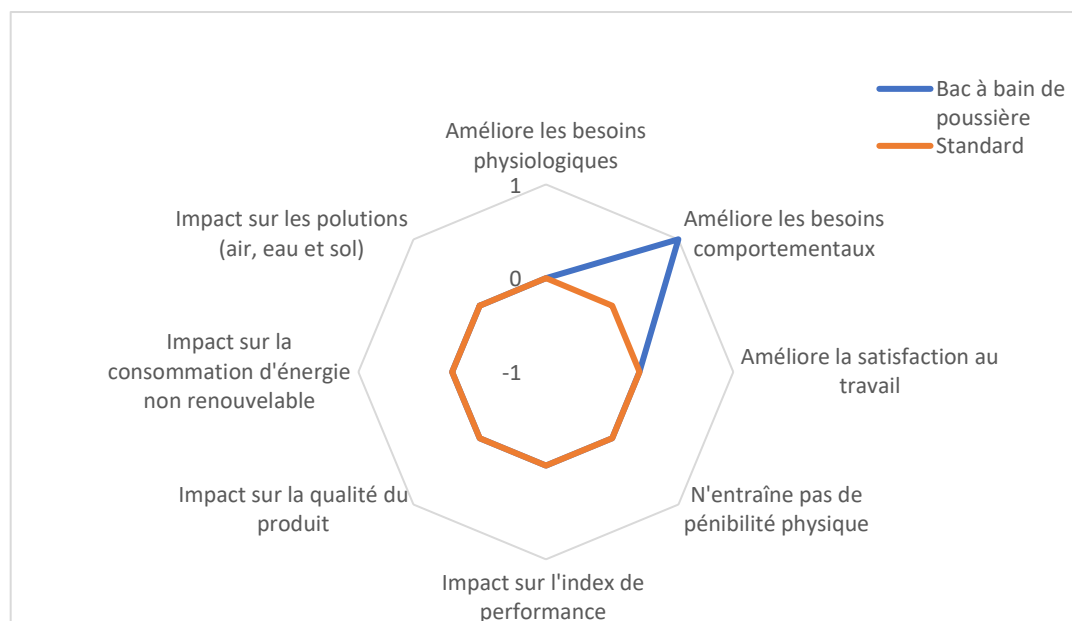 Bac à bain de
poussière
Standard
Améliore les besoins
physiologiques
1
Impact sur les polutions
(air, eau et sol)
Améliore les besoins
comportementaux
0
Impact sur la
consommation d'énergie
non renouvelable
-1
Améliore la satisfaction au
travail
Impact sur la qualité du
produit
N'entraîne pas de
pénibilité physique
Impact sur l'index de
performance